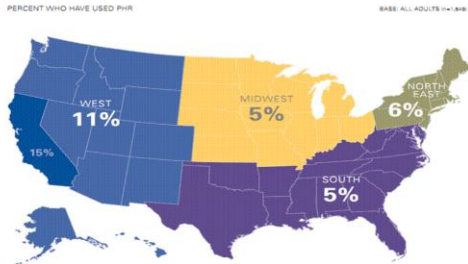 PERCENT WHO HAVE USED PHR
BASE: ALL ADULTS
WEST
11%
15%
MIDWEST
5%
NORTH
EAST
6%
SOUTH
5%